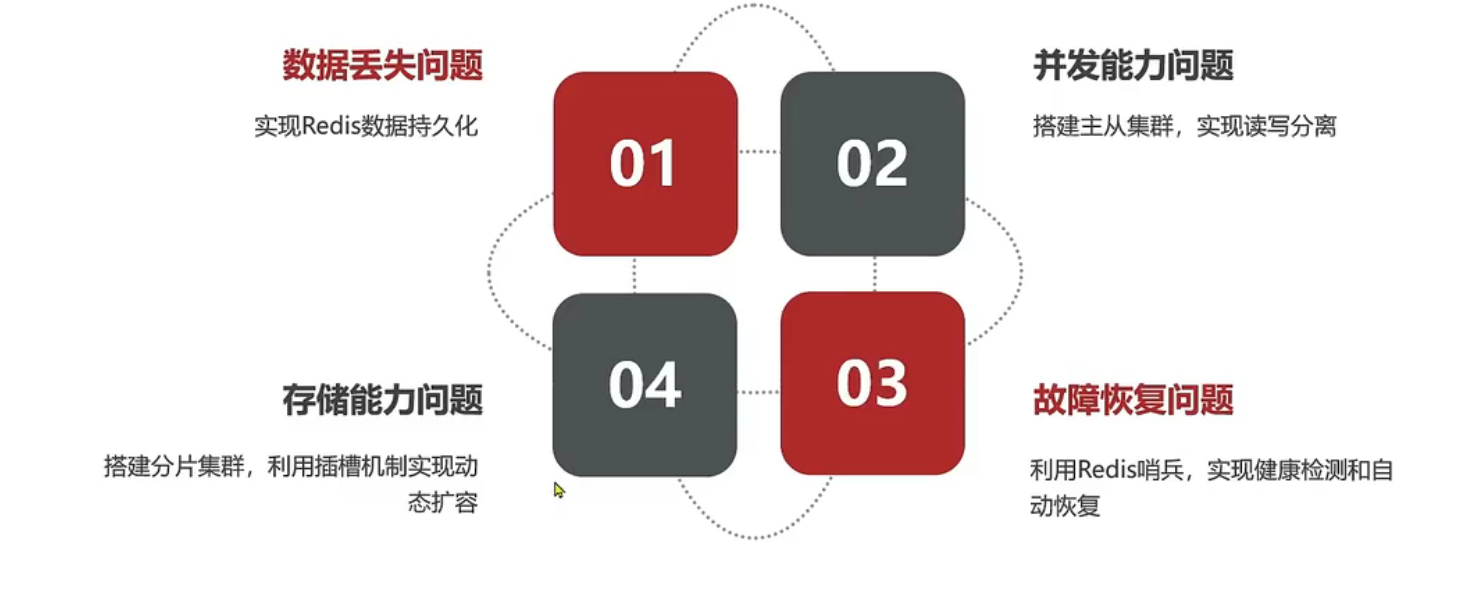 数据丢失问题
实现Redis数据持久化
01
02
并发能力问题
搭建主从集群，实现读写分离
存储能力问题
搭建分片集群，利用插槽机制实现动
态扩容
04
03
故障恢复问题
利用Redis哨兵，实现健康检测和自
动恢复